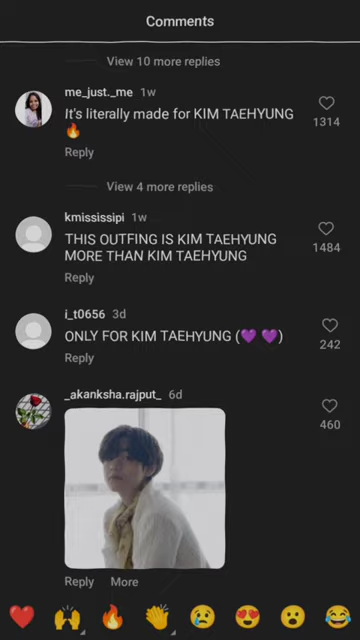 Comments
View 10 more replies
me_just._me 1w
It's literally made for KIM TAEHYUNG
🔥
1314
Reply
View 4 more replies
kmississipi 1w
THIS OUTFING IS KIM TAEHYUNG
MORE THAN KIM TAEHYUNG
1484
Reply
i_t0656 3d
ONLY FOR KIM TAEHYUNG (💜 💜)
242
Reply
_akanksha.rajput_ 6d
460
Reply More